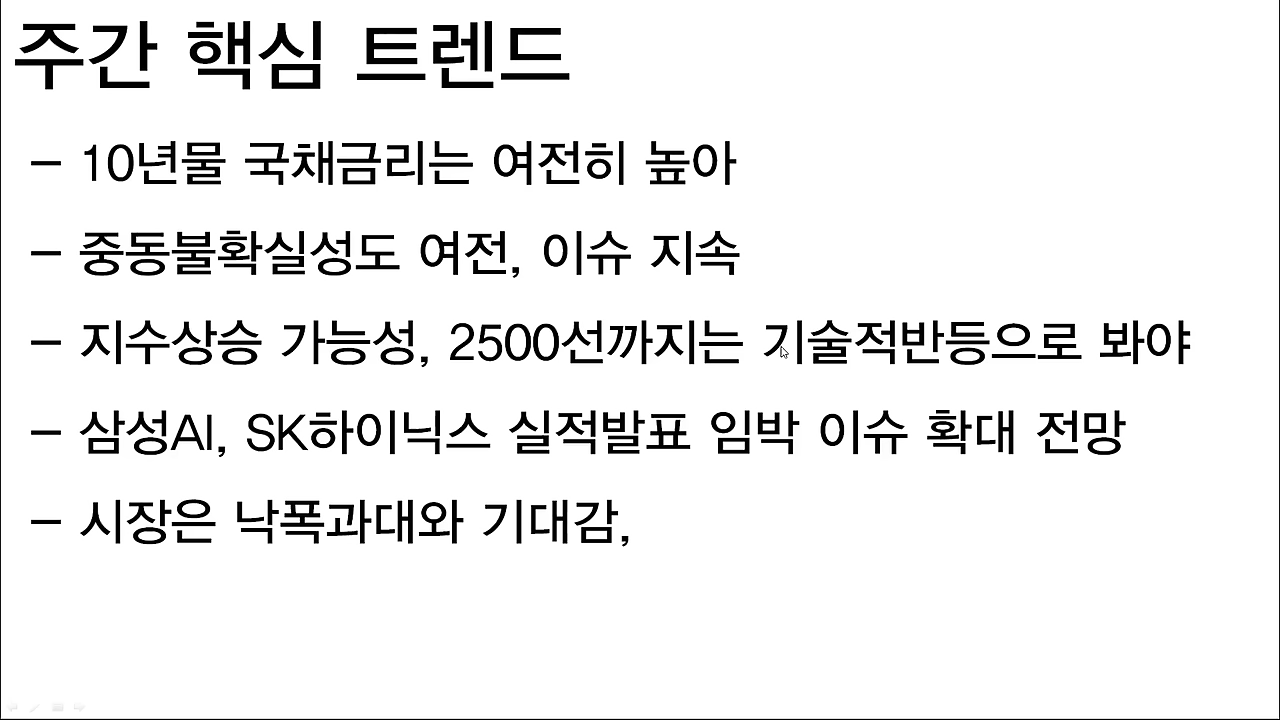 주간 핵심 트렌드
– 10년물 국채금리는 여전히 높아
– 중동불확실성도 여전, 이슈 지속
– 지수상승 가능성, 2500선까지는 기술적반등으로 봐야
– 삼성AI, SK하이닉스 실적발표 임박 이슈 확대 전망
– 시장은 낙폭과대와 기대감,